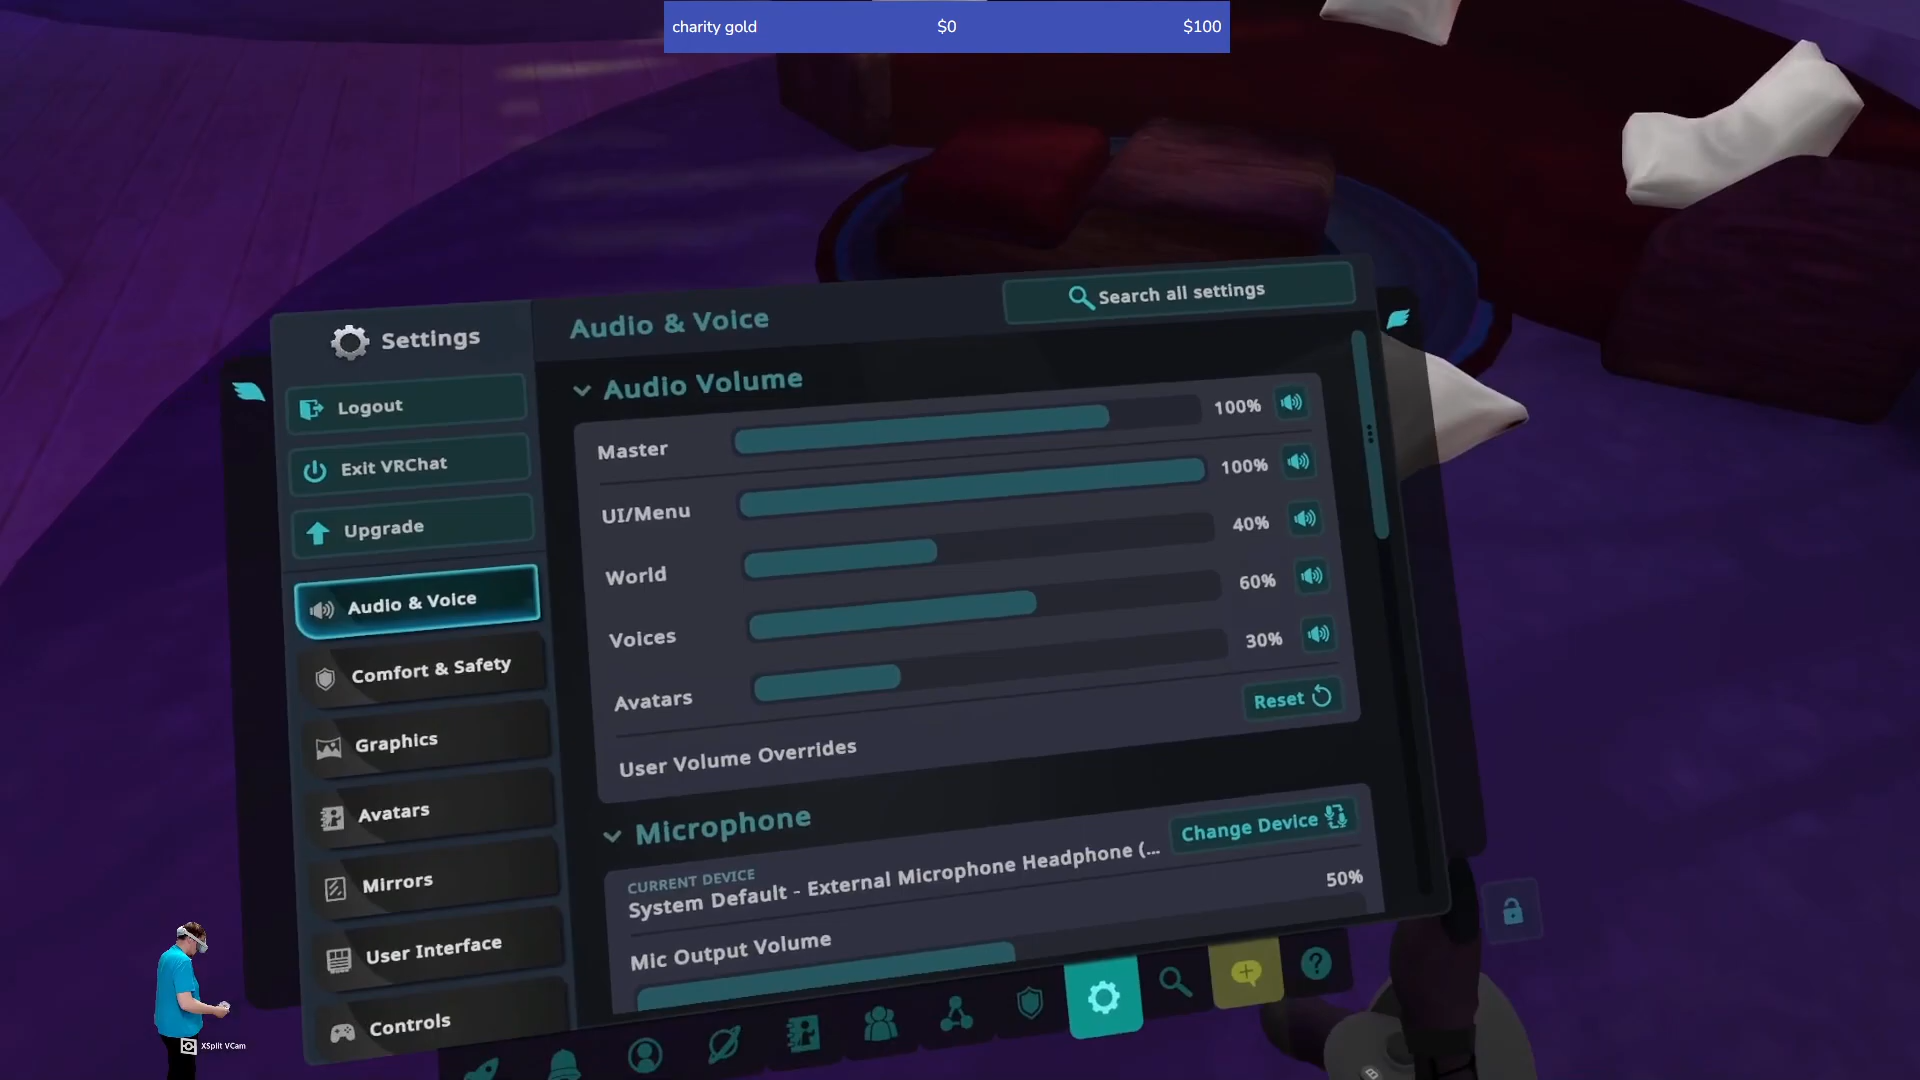 charity gold $0 $100
Settings
Audio & Voice
Search all settings
Logout
Exit VRChat
Upgrade
Audio & Voice
Comfort & Safety
Graphics
Avatars
Mirrors
User Interface
Controls
Audio Volume
Master 100%
UI/Menu 100%
World 40%
Voices 60%
Avatars 30%
User Volume Overrides Reset
Microphone
CURRENT DEVICE
System Default - External Microphone Headphone (...
Change Device
Mic Output Volume 50%
XSplit VCam
B